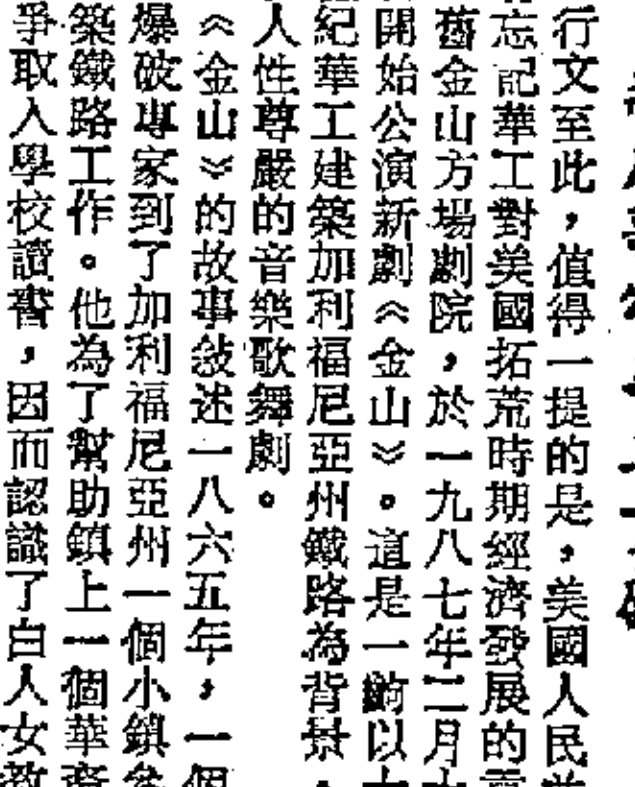 行文至此，值得一提的是，美國人民並
忘記華工對美國拓荒時期經濟發展的貢
舊金山方場劇院，於一九八七年二月十
開始公演新劇《金山》。這是一齣以十
紀華工建築加利福尼亞州鐵路為背景，
人性尊嚴的音樂歌舞劇。
《金山》的故事敍述一八六五年，一個
爆破專家到了加利福尼亞州一個小鎮參
築鐵路工作。他為了幫助鎮上一個華裔
爭取入學校讀書，因而認識了白人女教